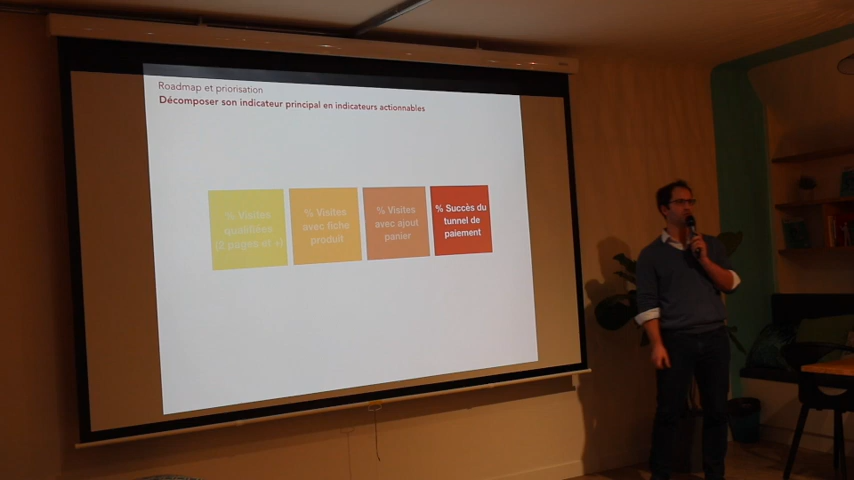 Roadmap et priorisation
Décomposer son indicateur principal en indicateurs actionnables
% Visites
qualifiées
(2 pages et +)
% Visites
avec fiche
produit
% Visites
avec ajout
panier
% Succès du
tunnel de
paiement